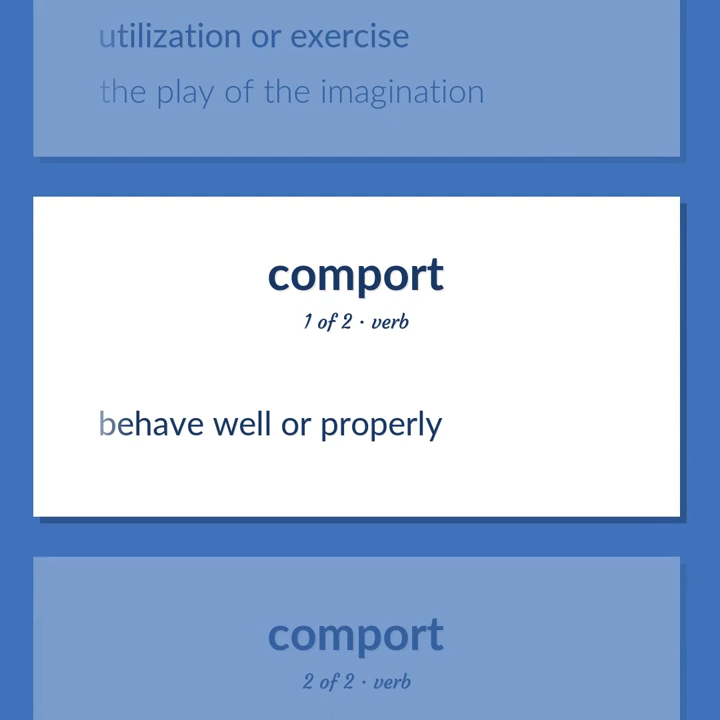 utilization or exercise
the play of the imagination
comport
1 of 2 · verb
behave well or properly
comport
2 of 2 · verb